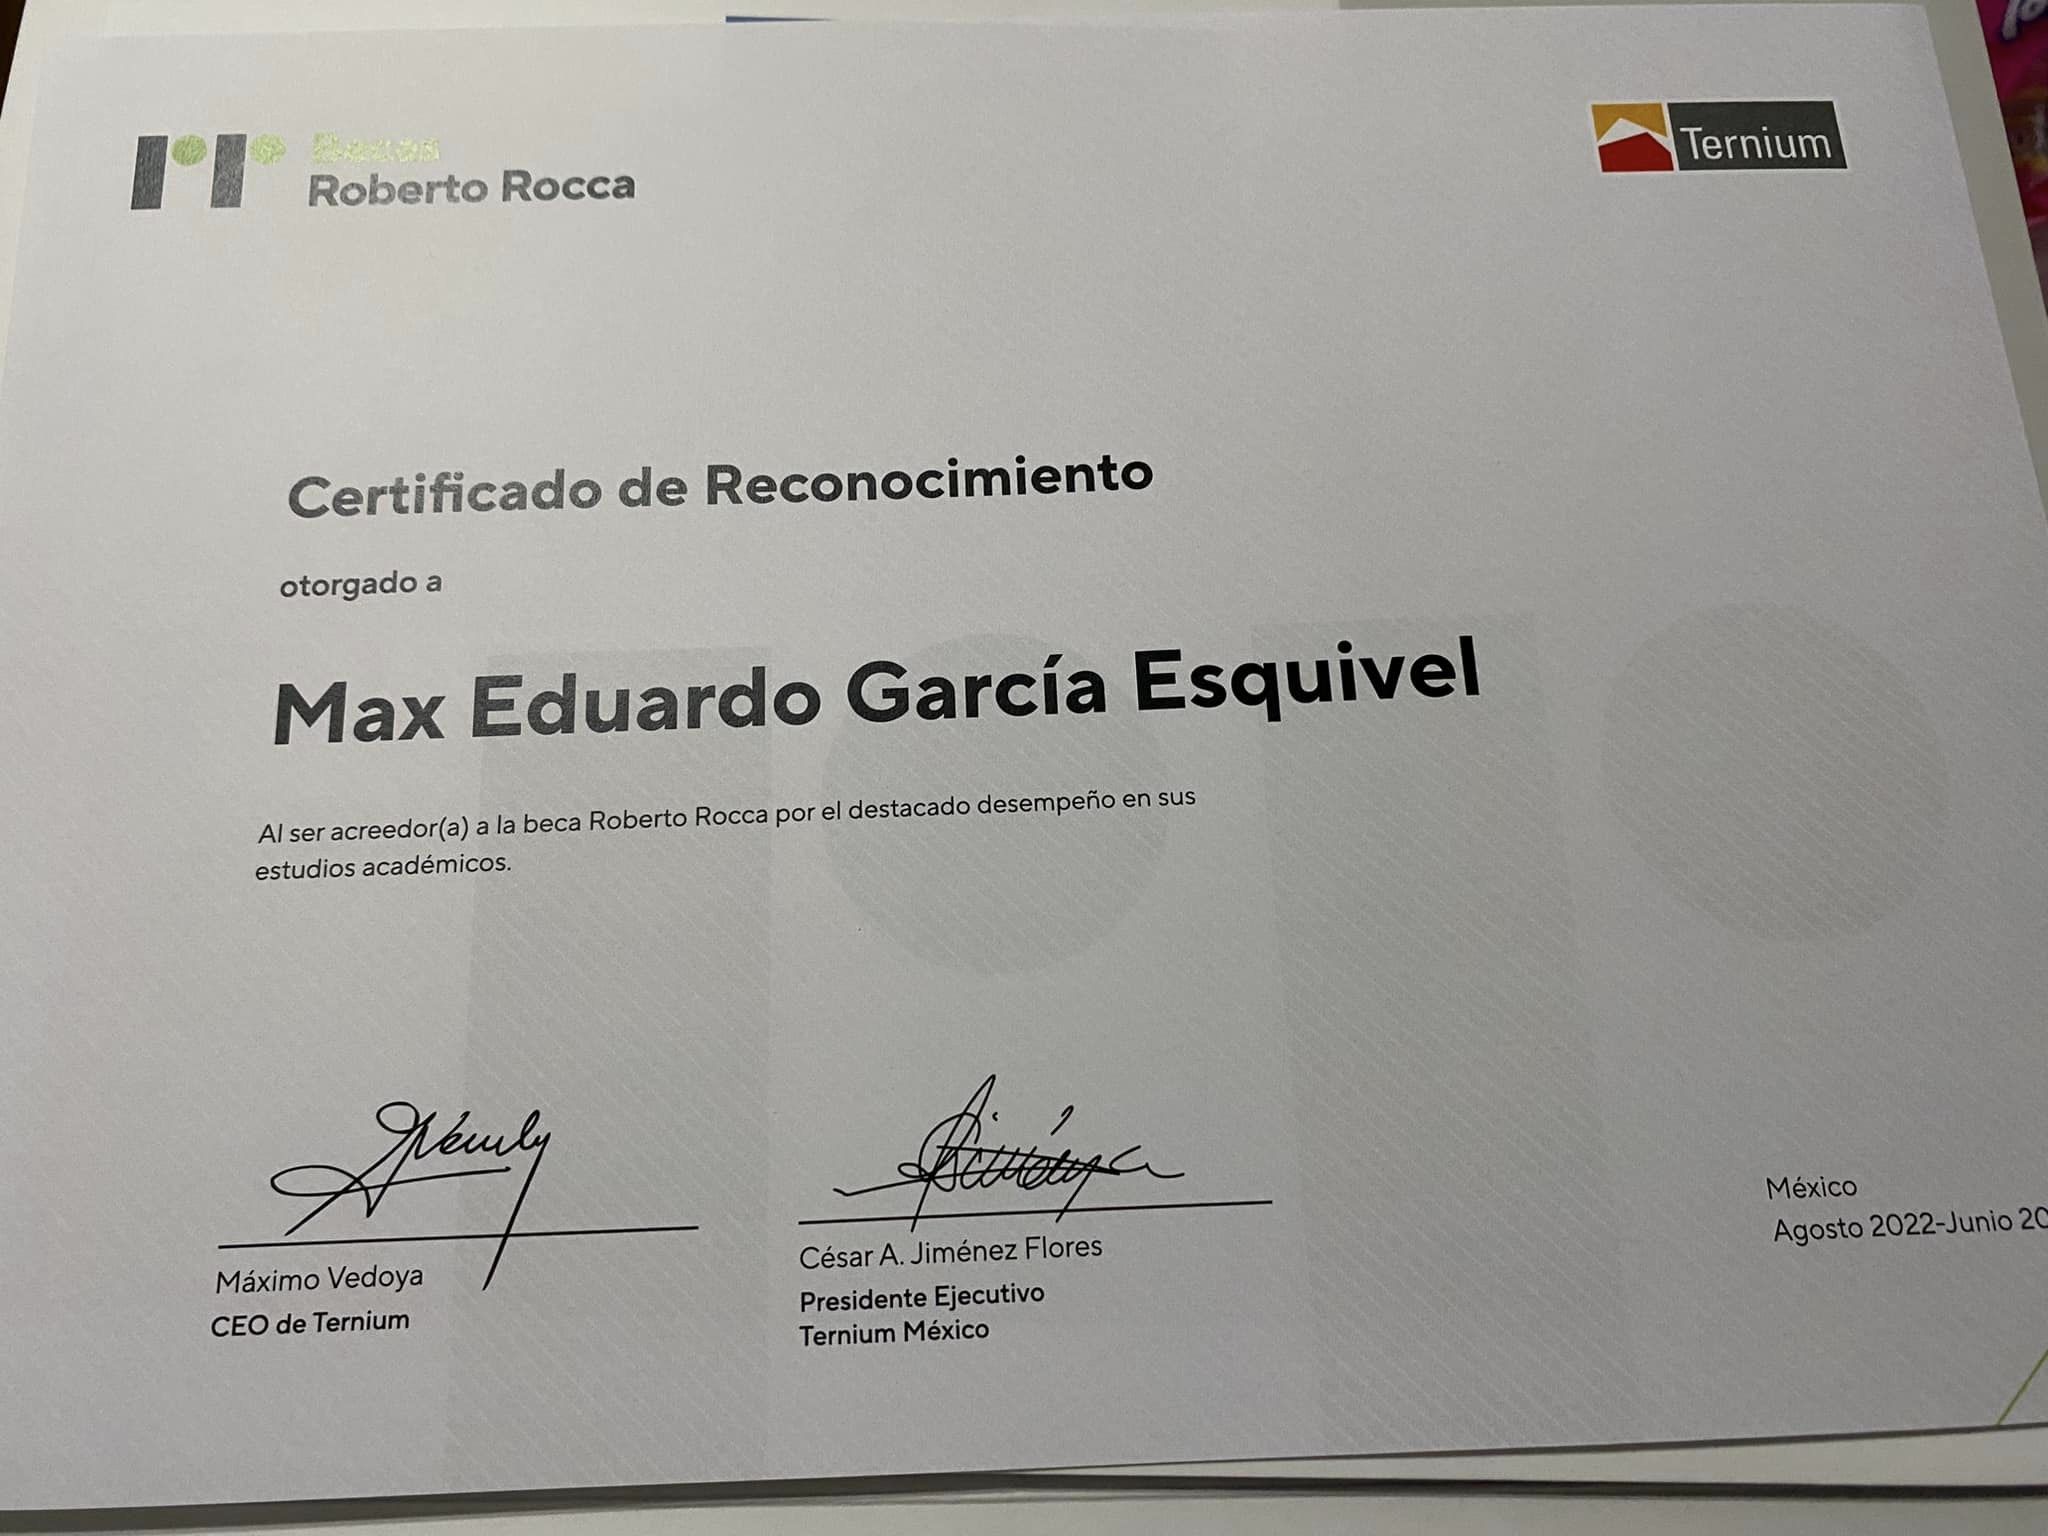 Becas
Roberto Rocca
Ternium
Certificado de Reconocimiento
otorgado a
Max Eduardo García Esquivel
Al ser acreedor(a) a la beca Roberto Rocca por el destacado desempeño en sus
estudios académicos.
Máximo Vedoya
CEO de Ternium
César A. Jiménez Flores
Presidente Ejecutivo
Ternium México
México
Agosto 2022-Junio 20